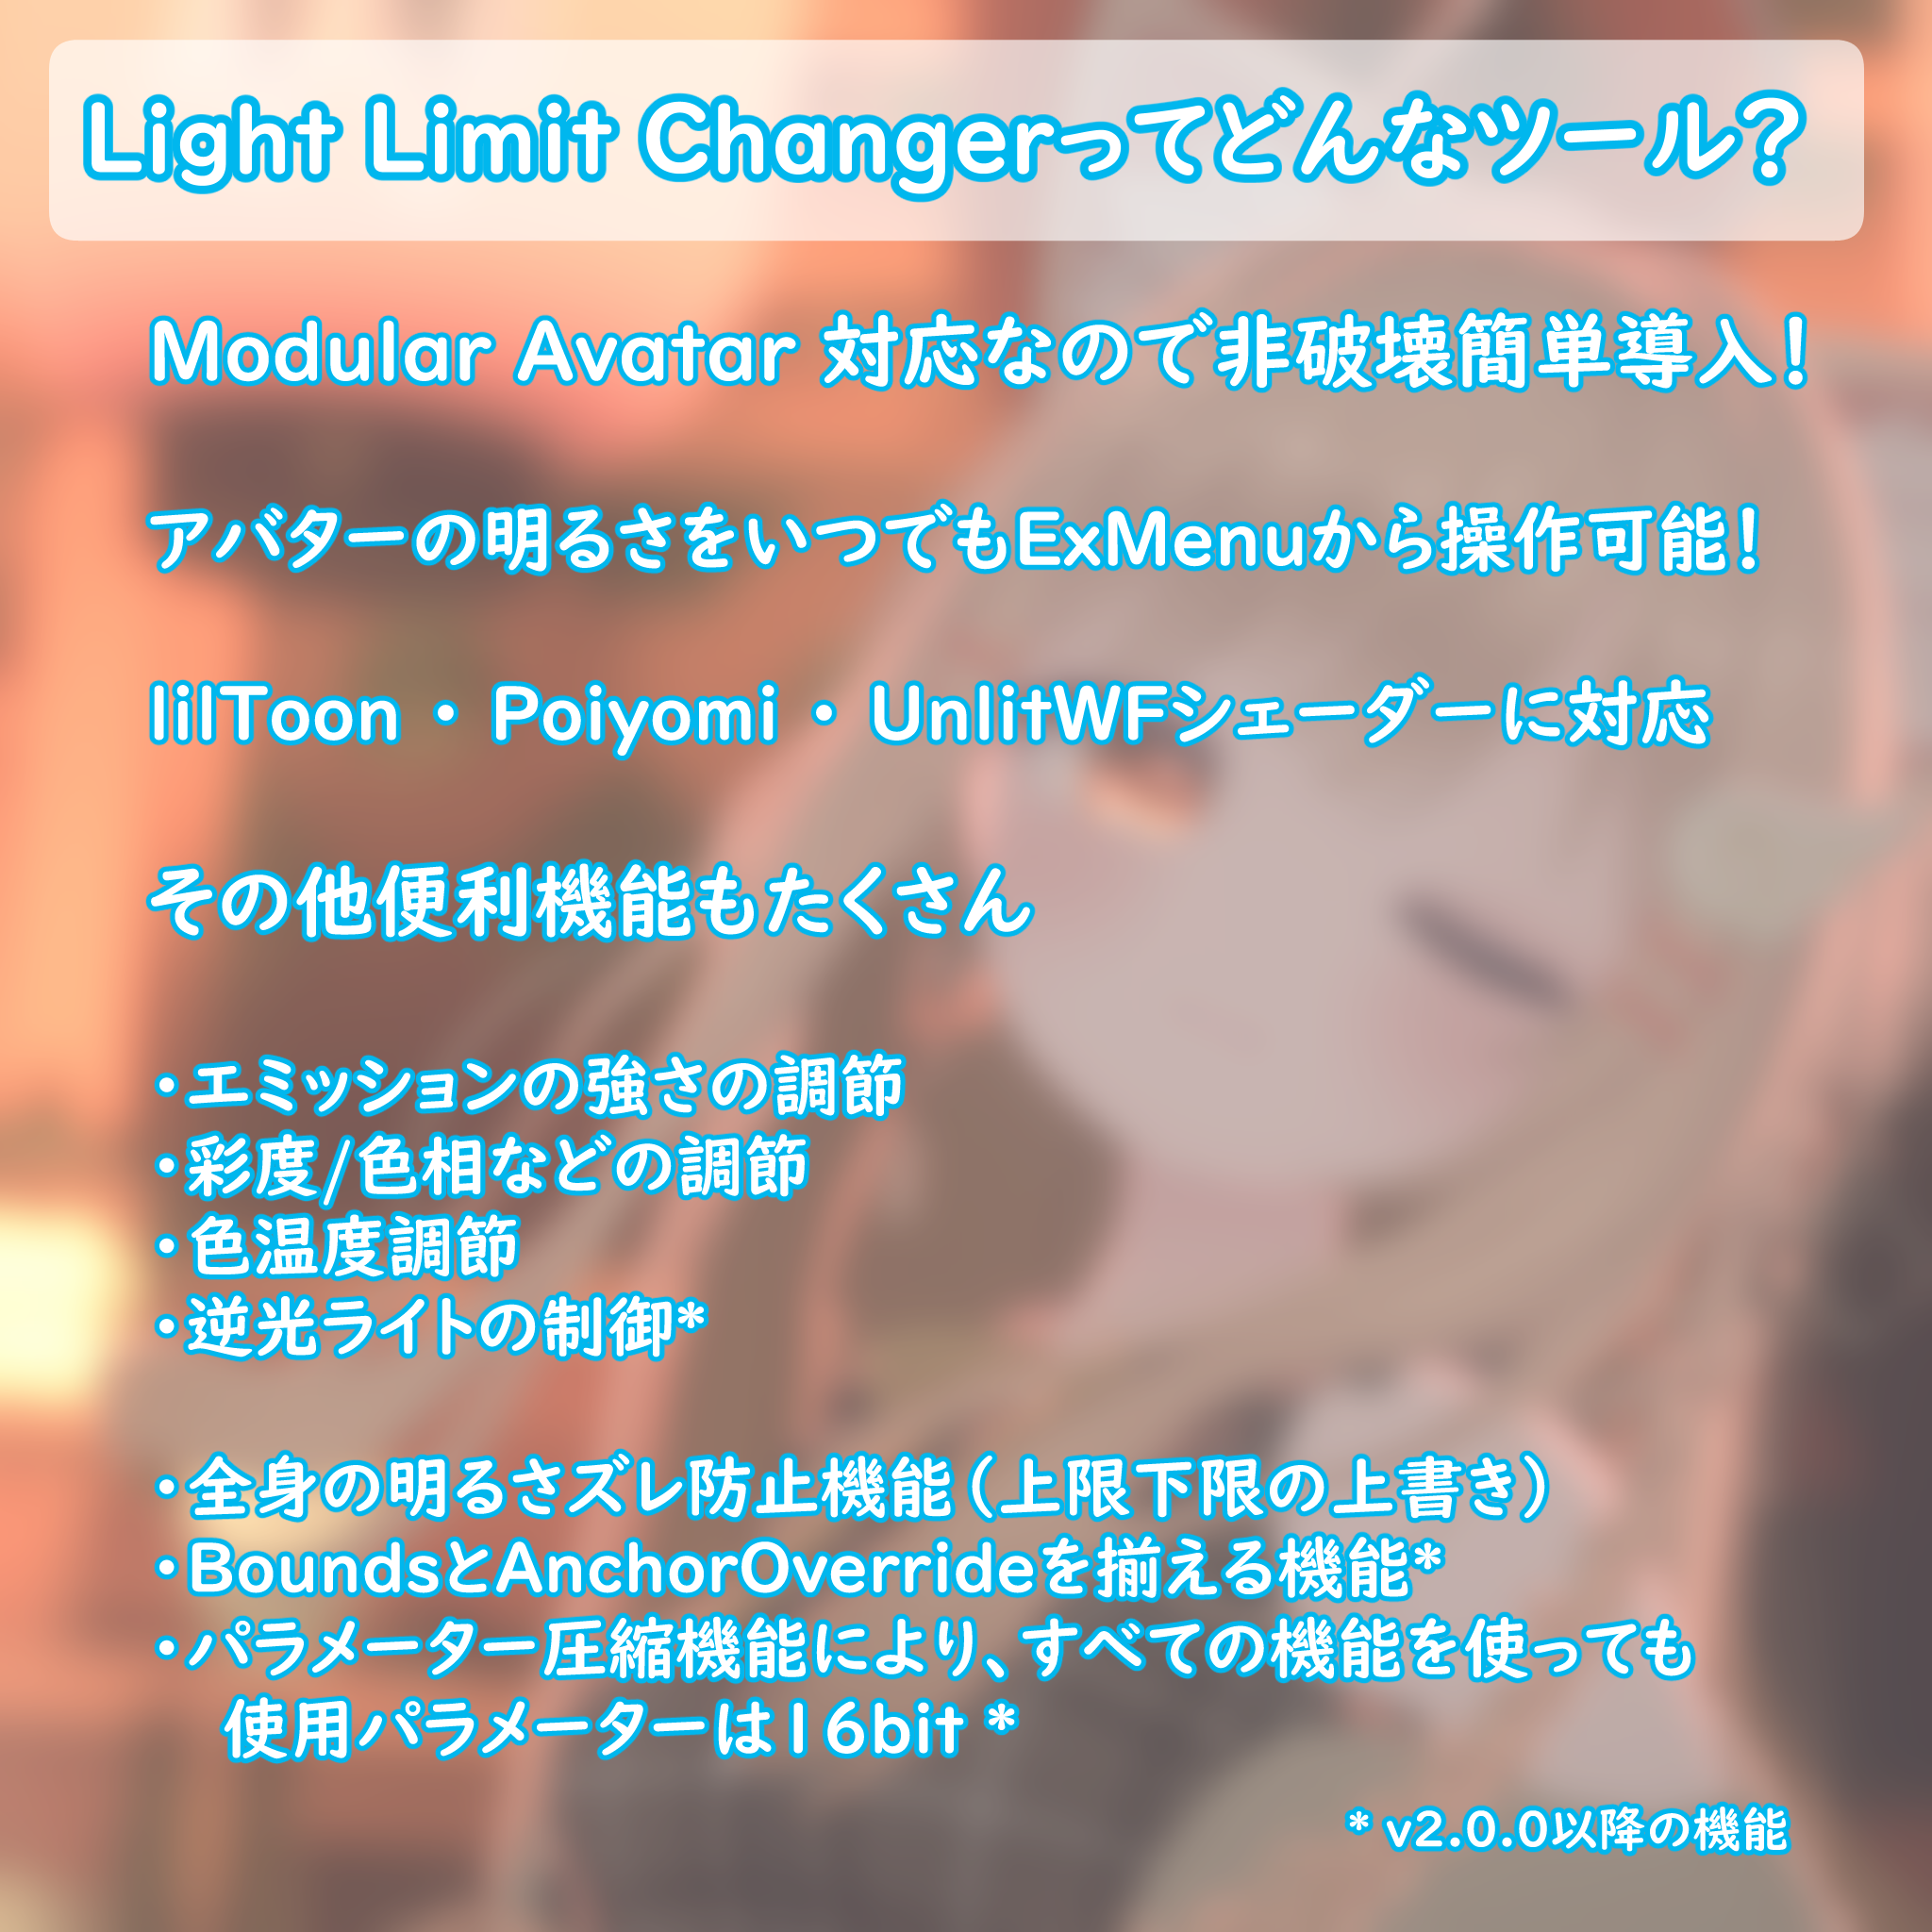 Light Limit Changerってどんなツール？
Modular Avatar 対応なので非破壊簡単導入！
アバターの明るさをいつでもExMenuから操作可能！
lilToon ・ Poiyomi ・ UnlitWFシェーダーに対応
その他便利機能もたくさん
・エミッションの強さの調節
・彩度/色相などの調節
・色温度調節
・逆光ライトの制御*
・全身の明るさズレ防止機能（上限下限の上書き）
・BoundsとAnchorOverrideを揃える機能*
・パラメーター圧縮機能により、すべての機能を使っても
使用パラメーターは16bit *
* v2.0.0以降の機能